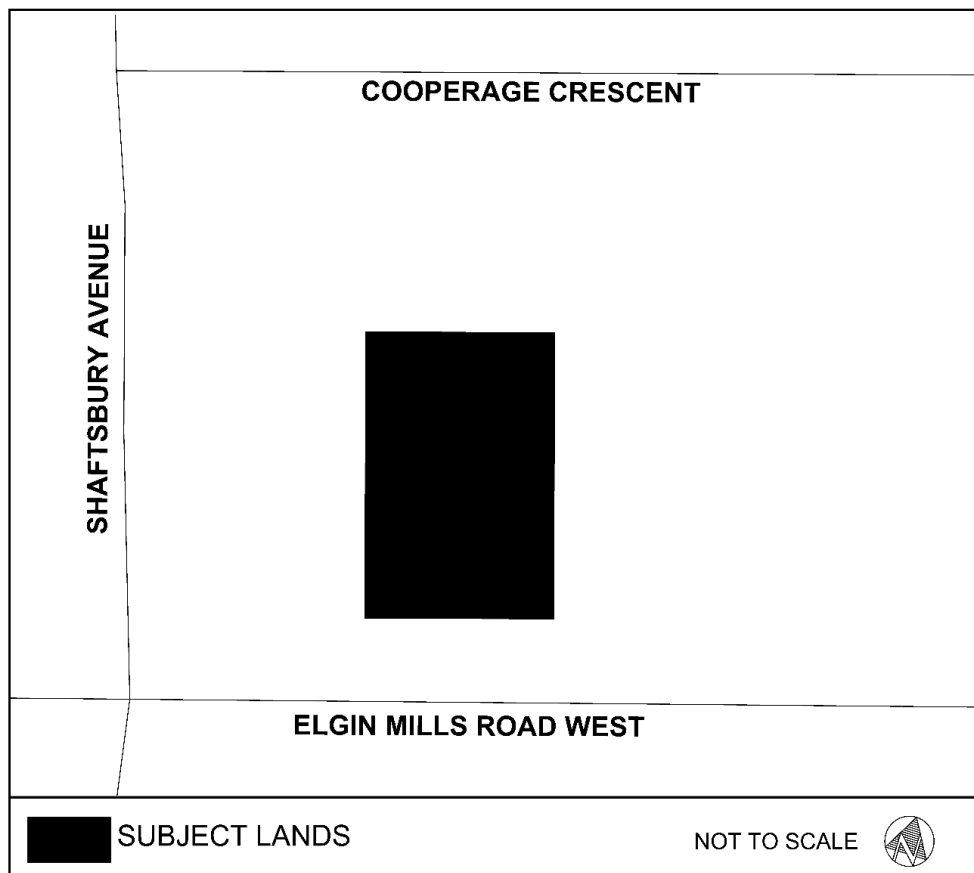 COOPERAGE CRESCENT
SHAFTSBURY AVENUE
ELGIN MILLS ROAD WEST
SUBJECT LANDS
NOT TO SCALE